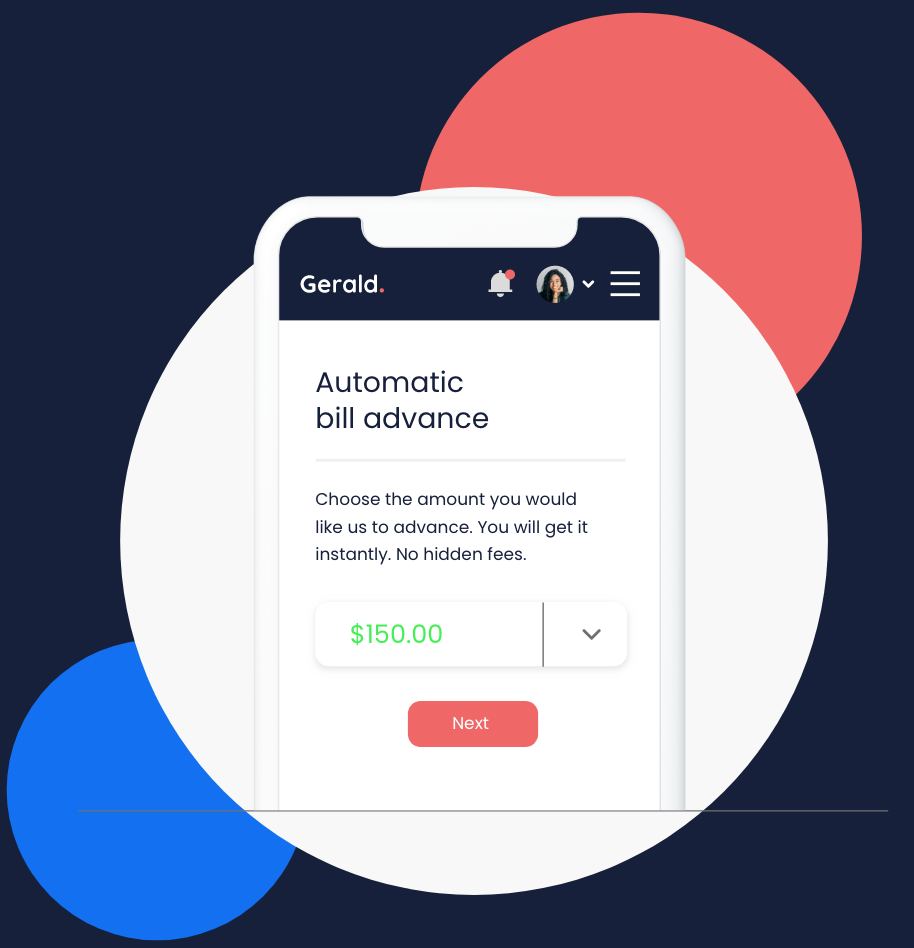 Gerald.
Automatic
bill advance
Choose the amount you would
like us to advance. You will get it
instantly. No hidden fees.
$150.00
Next